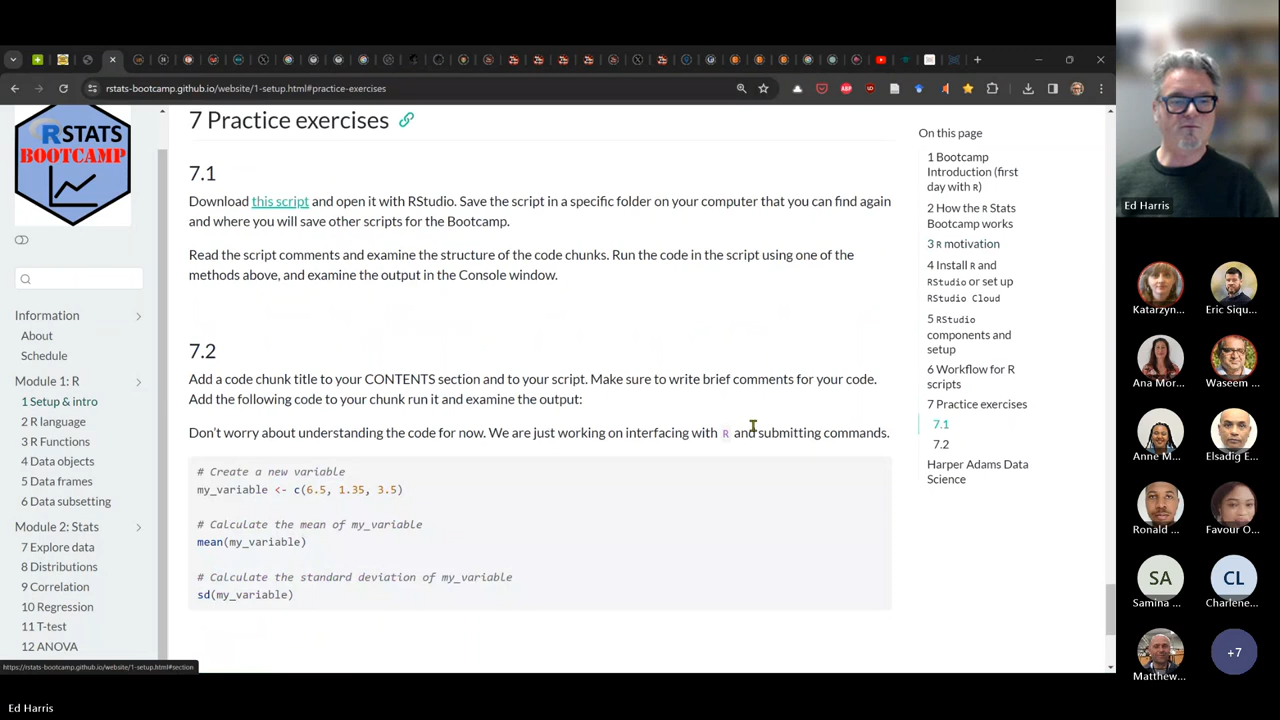 rstats-bootcamp.github.io/website/1-setup.html#practice-exercises
RSTATS
BOOTCAMP
Information
About
Schedule
Module 1: R
1 Setup & intro
2 R language
3 R Functions
4 Data objects
5 Data frames
6 Data subsetting
Module 2: Stats
7 Explore data
8 Distributions
9 Correlation
10 Regression
11 T-test
12 ANOVA
https://rstats-bootcamp.github.io/website/1-setup.html#section
7 Practice exercises
7.1
Download this script and open it with RStudio. Save the script in a specific folder on your computer that you can find again
and where you will save other scripts for the Bootcamp.
Read the script comments and examine the structure of the code chunks. Run the code in the script using one of the
methods above, and examine the output in the Console window.
7.2
Add a code chunk title to your CONTENTS section and to your script. Make sure to write brief comments for your code.
Add the following code to your chunk run it and examine the output:
Don't worry about understanding the code for now. We are just working on interfacing with R and submitting commands.
# Create a new variable
my_variable <- c(6.5, 1.35, 3.5)
# Calculate the mean of my_variable
mean(my_variable)
# Calculate the standard deviation of my_variable
sd(my_variable)
On this page
1 Bootcamp
Introduction (first
day with R)
2 How the R Stats
Bootcamp works
3 R motivation
4 Install R and
RStudio or set up
RStudio Cloud
5 RStudio
components and
setup
6 Workflow for R
scripts
7 Practice exercises
7.1
7.2
Harper Adams Data
Science
Ed Harris
Katarzyn...
Eric Siqu...
Ana Mor...
Waseem ...
Anne M...
Elsadig E...
Ronald ...
Favour O...
SA
CL
Samina ...
Charlene...
+7
Matthew...
Ed Harris